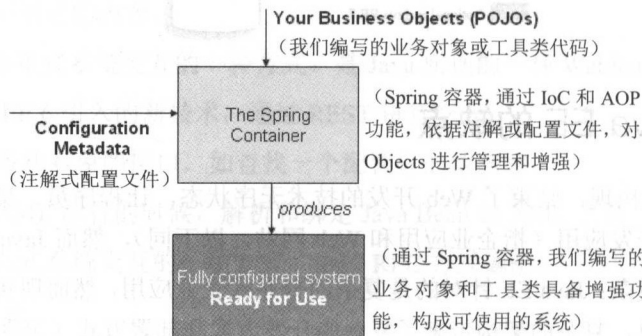 Your Business Objects (POJOs)
（我们编写的业务对象或工具类代码）
Configuration
Metadata
（注解式配置文件）
The Spring
Container
（Spring 容器，通过 IoC 和 AOP
功能，依据注解或配置文件，对
Objects 进行管理和增强）
produces
Fully configured system
Ready for Use
（通过 Spring 容器，我们编写的
业务对象和工具类具备增强功
能，构成可使用的系统）